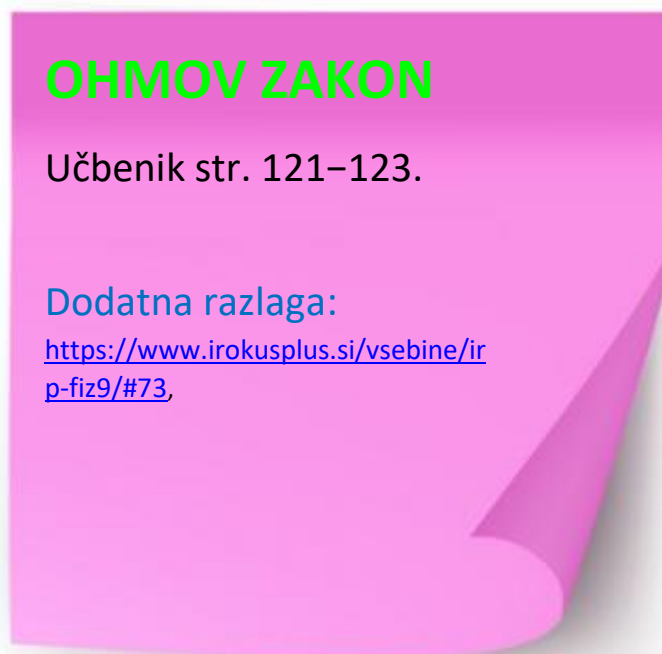 OHMOV ZAKON
Učbenik str. 121−123.
Dodatna razlaga:
https://www.irokusplus.si/vsebine/ir
p-fiz9/#73,